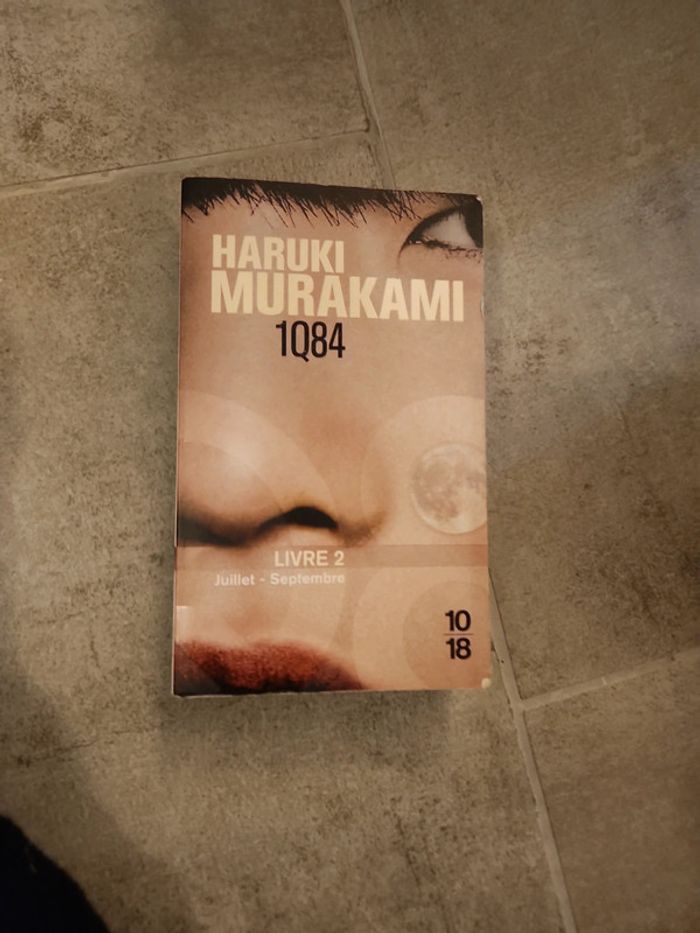 HARUKI
MURAKAMI
1Q84
LIVRE 2
Juillet - Septembre
10
18